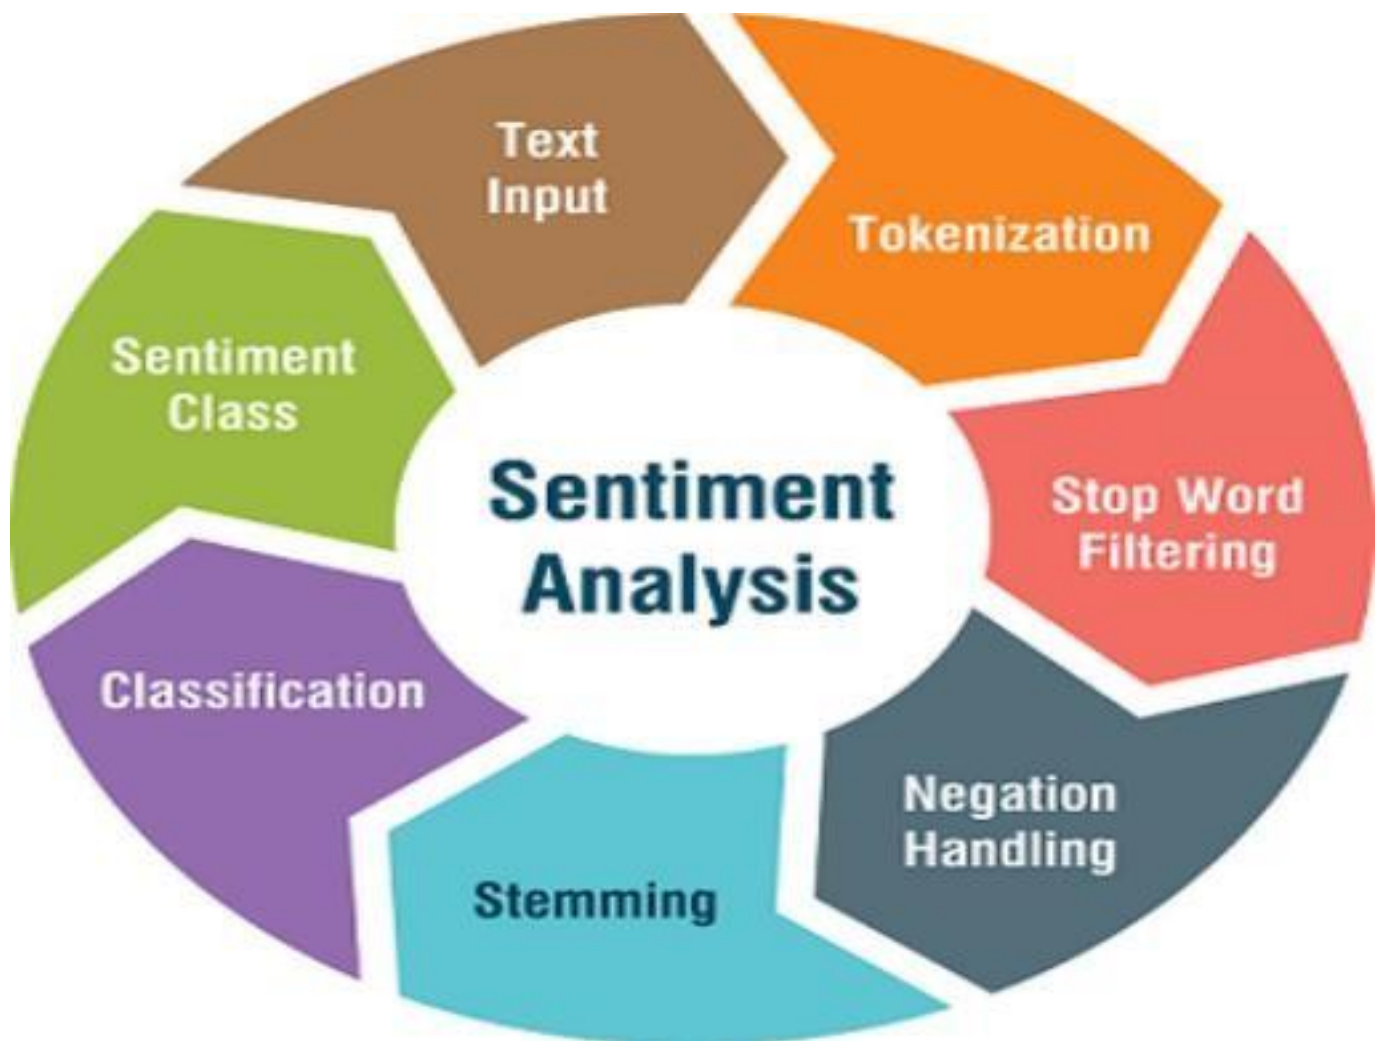 Text
Input
Tokenization
Stop Word
Filtering
Negation
Handling
Stemming
Classification
Sentiment
Class
Sentiment
Analysis